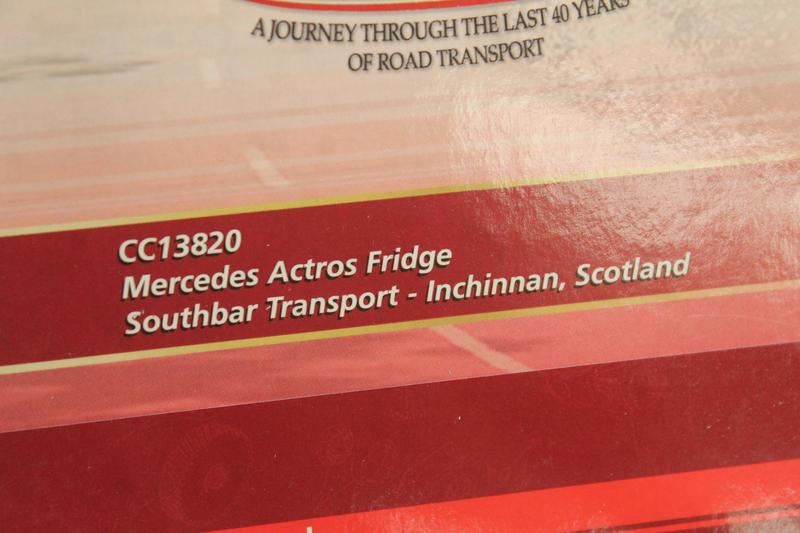 A JOURNEY THROUGH THE LAST 40 YEARS
OF ROAD TRANSPORT
CC13820
Mercedes Actros Fridge
Southbar Transport - Inchinnan, Scotland